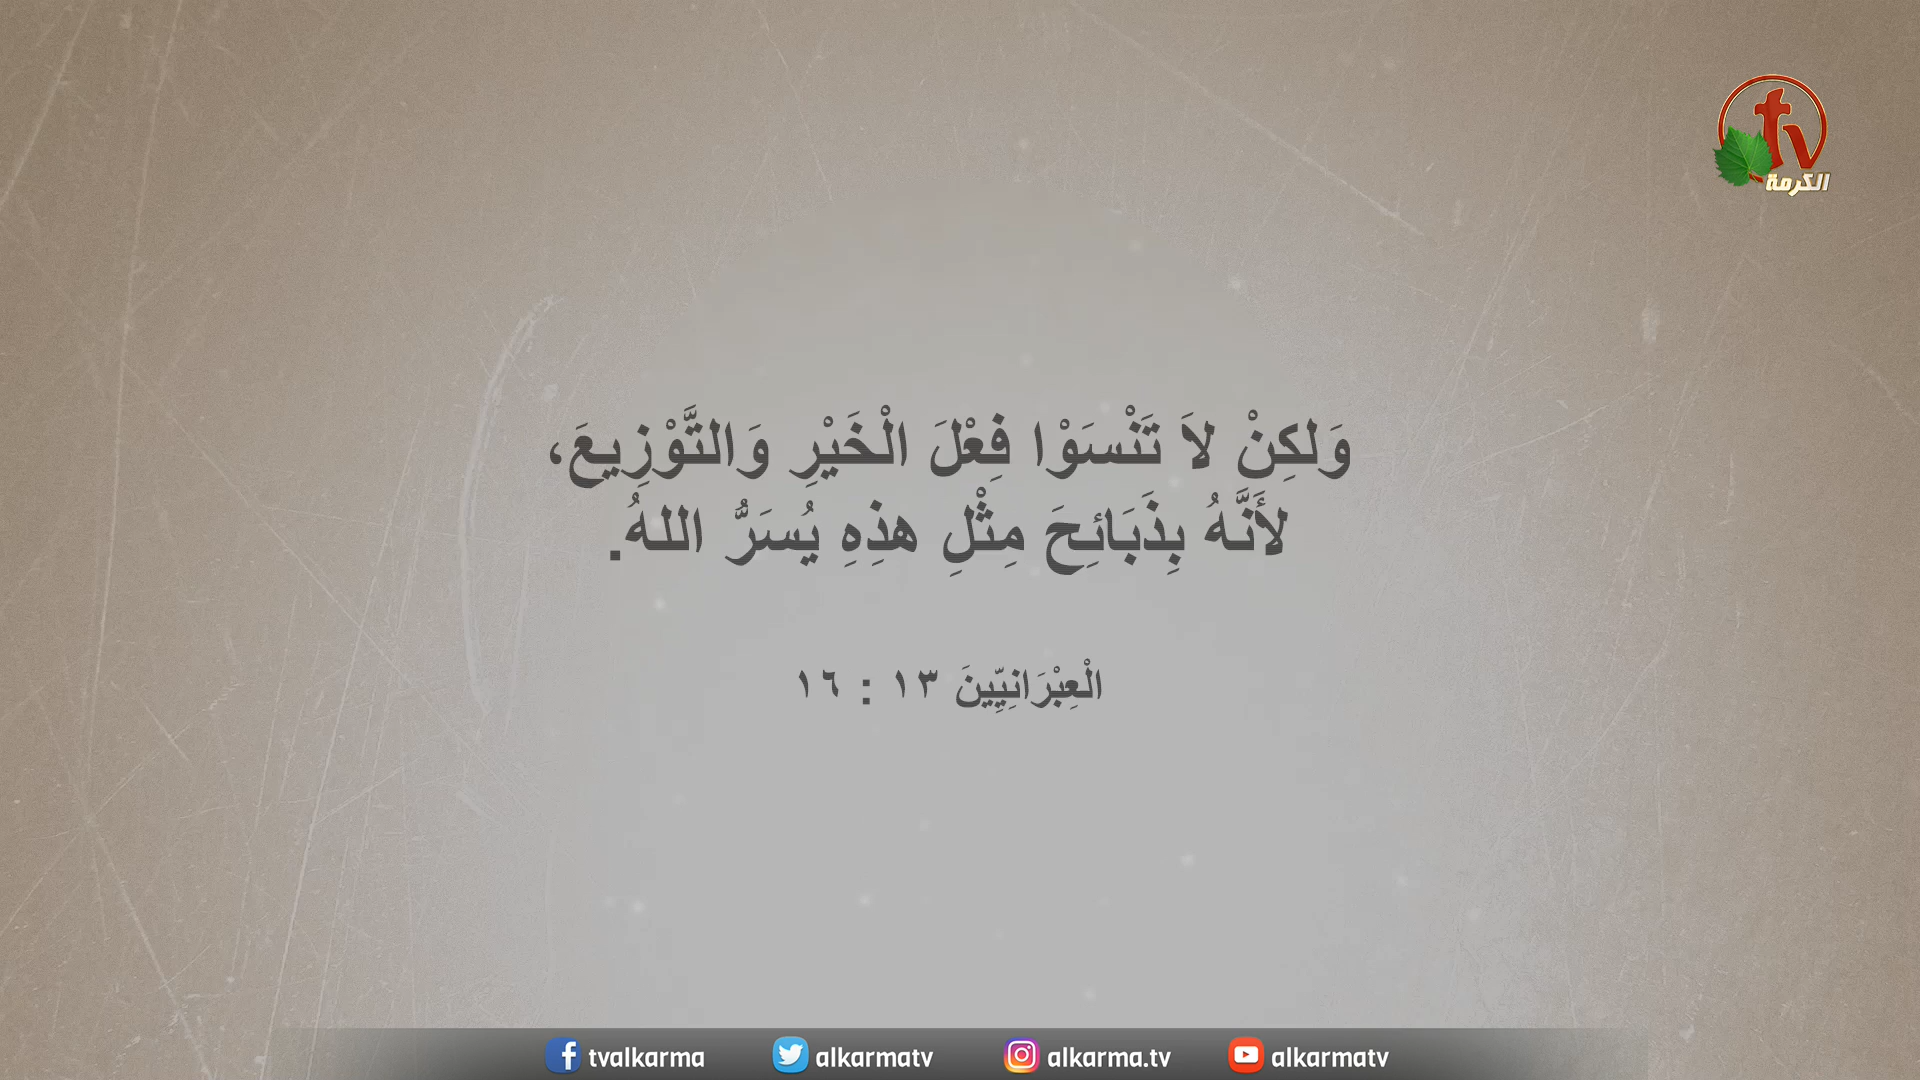 tv
الكرمة
وَلكِنْ لاَ تَنْسَوْا فِعْلَ الْخَيْرِ وَالتَّوْزِيعَ،
لأَنَّهُ بِذَبَائِحَ مِثْلِ هذِهِ يُسَرُّ اللهُ.
الْعِبْرَانِيِّينَ ١٣ : ١٦
tvalkarma
alkarmatv
alkarma.tv
alkarmatv